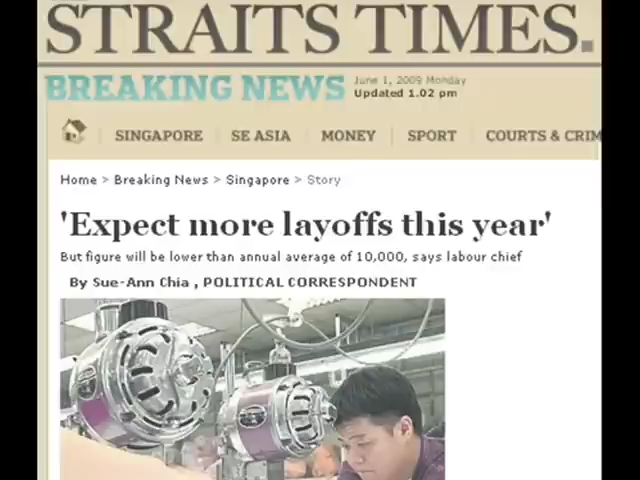 STRAITS TIMES.
BREAKING NEWS
June 1, 2009 Monday
Updated 1.02 pm
SINGAPORE SE ASIA MONEY SPORT COURTS & CRIM
Home > Breaking News > Singapore > Story
'Expect more layoffs this year'
But figure will be lower than annual average of 10,000, says labour chief
By Sue-Ann Chia , POLITICAL CORRESPONDENT